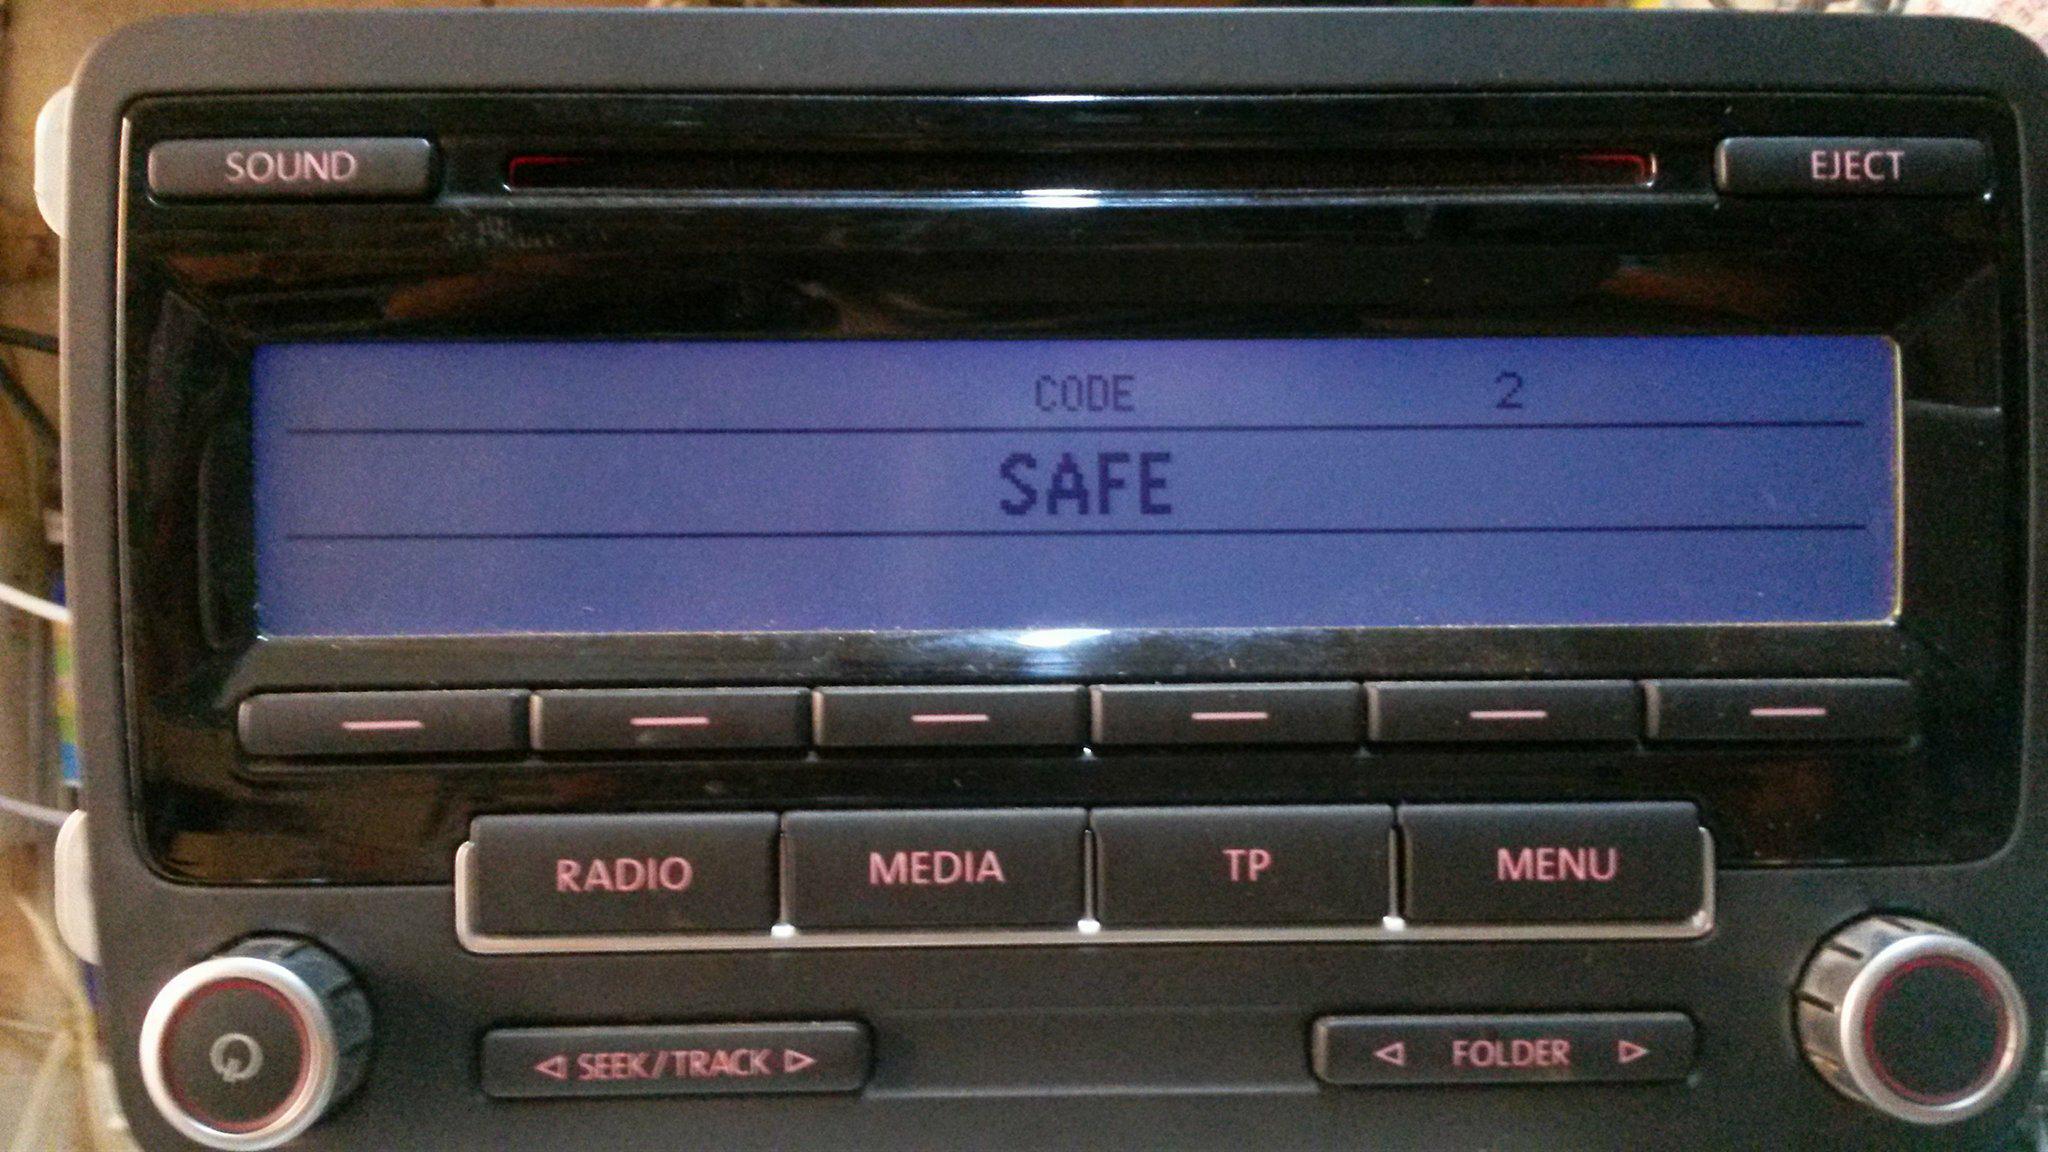 SOUND EJECT
CODE 2
SAFE
RADIO MEDIA TP MENU
SEEK/TRACK FOLDER